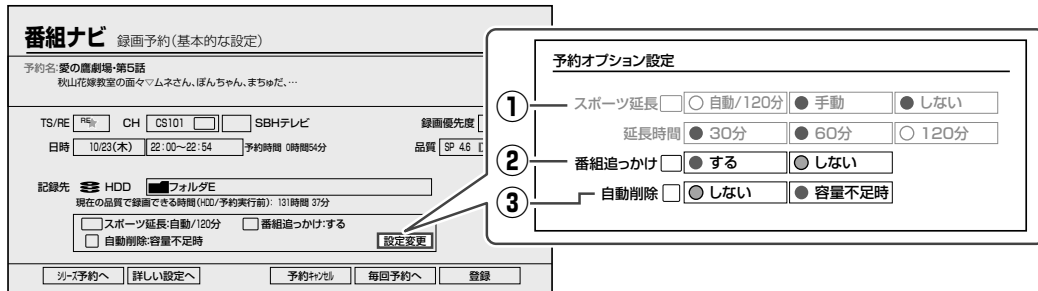 番組ナビ 録画予約(基本的な設定)
予約名:愛の鷹劇場・第5話
秋山花嫁教室の面々▽ムネさん、ぼんちゃん、まちゅだ、…
TS/RE RE CH CS101 SBHテレビ 録画優先度
日時 10/23(木) 22:00～22:54 予約時間 0時間54分 品質 SP 4.6
記録先 HDD フォルダE
現在の品質で録画できる時間(HDD/予約実行前): 131時間 37分
スポーツ延長:自動/120分 番組追っかけ:する
自動削除:容量不足時 設定変更
シリーズ予約へ 詳しい設定へ 予約キャンセル 毎回予約へ 登録
予約オプション設定
① スポーツ延長 ○ 自動/120分 ● 手動 ● しない
延長時間 ● 30分 ● 60分 ○ 120分
② 番組追っかけ ● する ○ しない
③ 自動削除 ○ しない ● 容量不足時